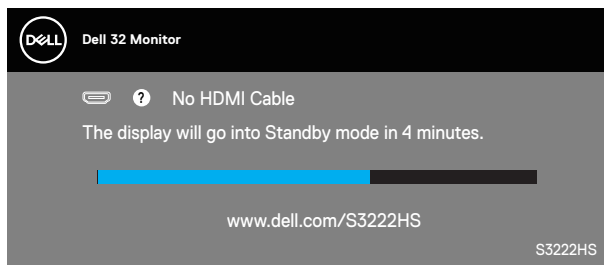 DELL
Dell 32 Monitor
? No HDMI Cable
The display will go into Standby mode in 4 minutes.
www.dell.com/S3222HS
S3222HS